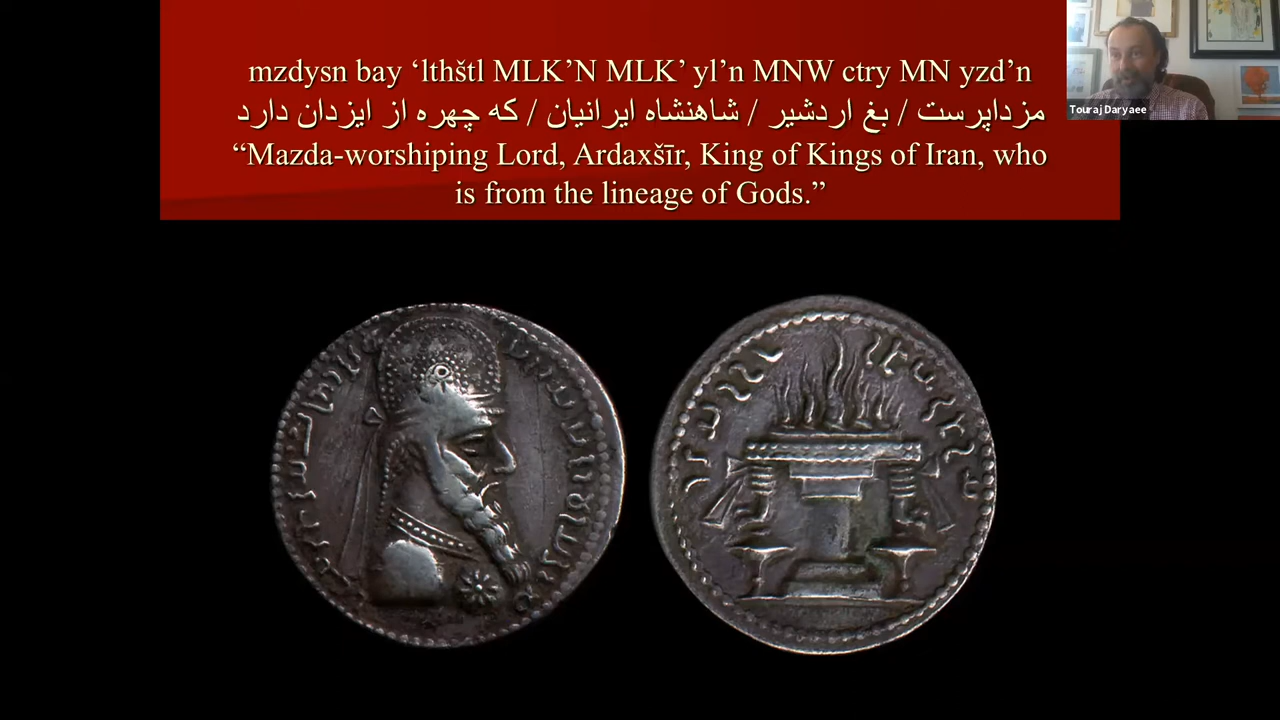 mzdysn bay ‘lthštl MLK’N MLK’ yl’n MNW ctry MN yzd’n
مزداپرست / بغ اردشیر / شاهنشاه ایرانیان / که چهره از ایزدان دارد
“Mazda-worshiping Lord, Ardaxšīr, King of Kings of Iran, who
is from the lineage of Gods.”
Touraj Daryaee